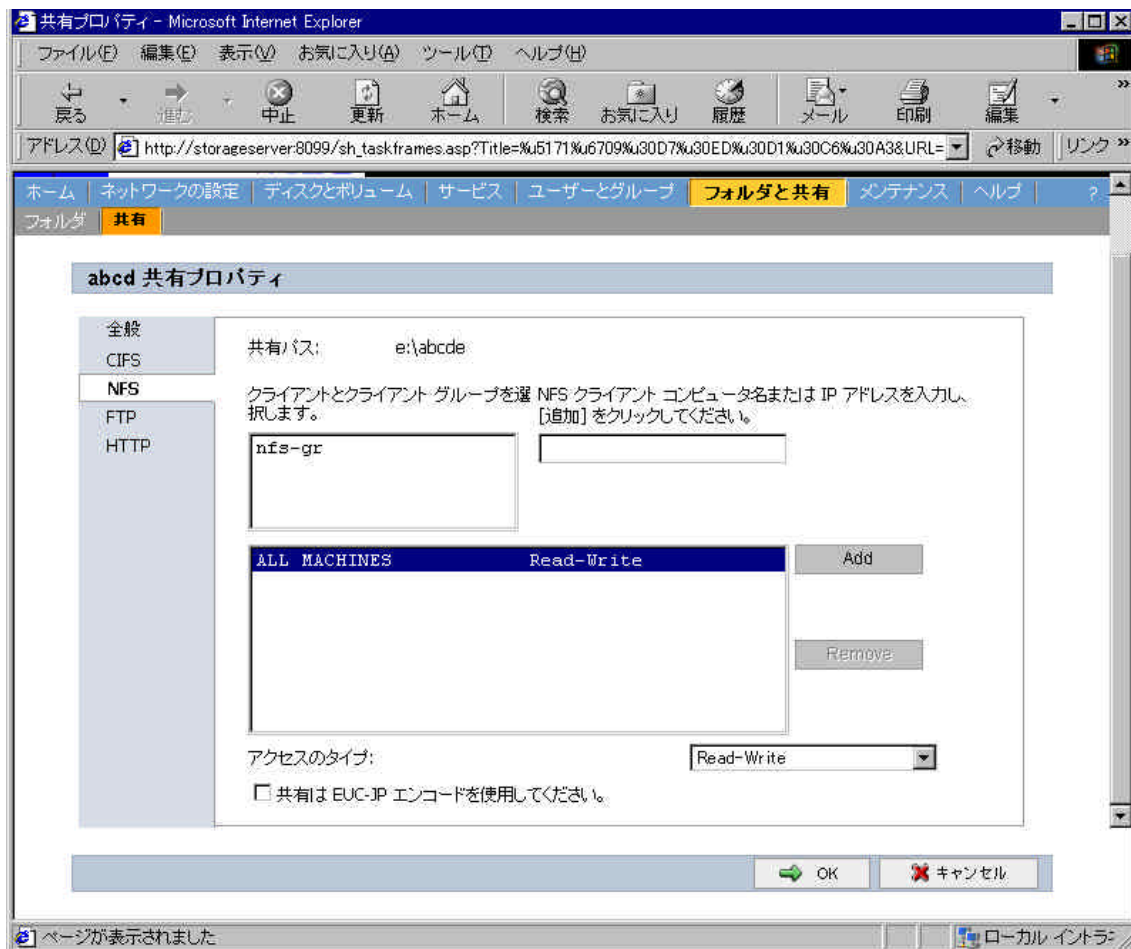 共有プロパティ - Microsoft Internet Explorer
ファイル(F) 編集(E) 表示(V) お気に入り(A) ツール(T) ヘルプ(H)
戻る 進む 中止 更新 ホーム 検索 お気に入り 履歴 メール 印刷 編集 »
アドレス(D) http://storageserver:8099/sh_taskframes.asp?Title=%u5171%u6709%u30D7%u30ED%u30D1%u30C6%u30A3&URL= 移動 リンク »
ホーム | ネットワークの設定 | ディスクとボリューム | サービス | ユーザーとグループ | フォルダと共有 | メンテナンス | ヘルプ | ?
フォルダ 共有
abcd 共有プロパティ
全般
CIFS
NFS
FTP
HTTP
共有パス: e:\abcde
クライアントとクライアント グループを選 NFS クライアント コンピュータ名または IP アドレスを入力し、
択します。 [追加] をクリックしてください。
nfs-gr
ALL MACHINES Read-Write
Add
Remove
アクセスのタイプ: Read-Write
共有は EUC-JP エンコードを使用してください。
OK キャンセル
ページが表示されました
ローカル イントラ